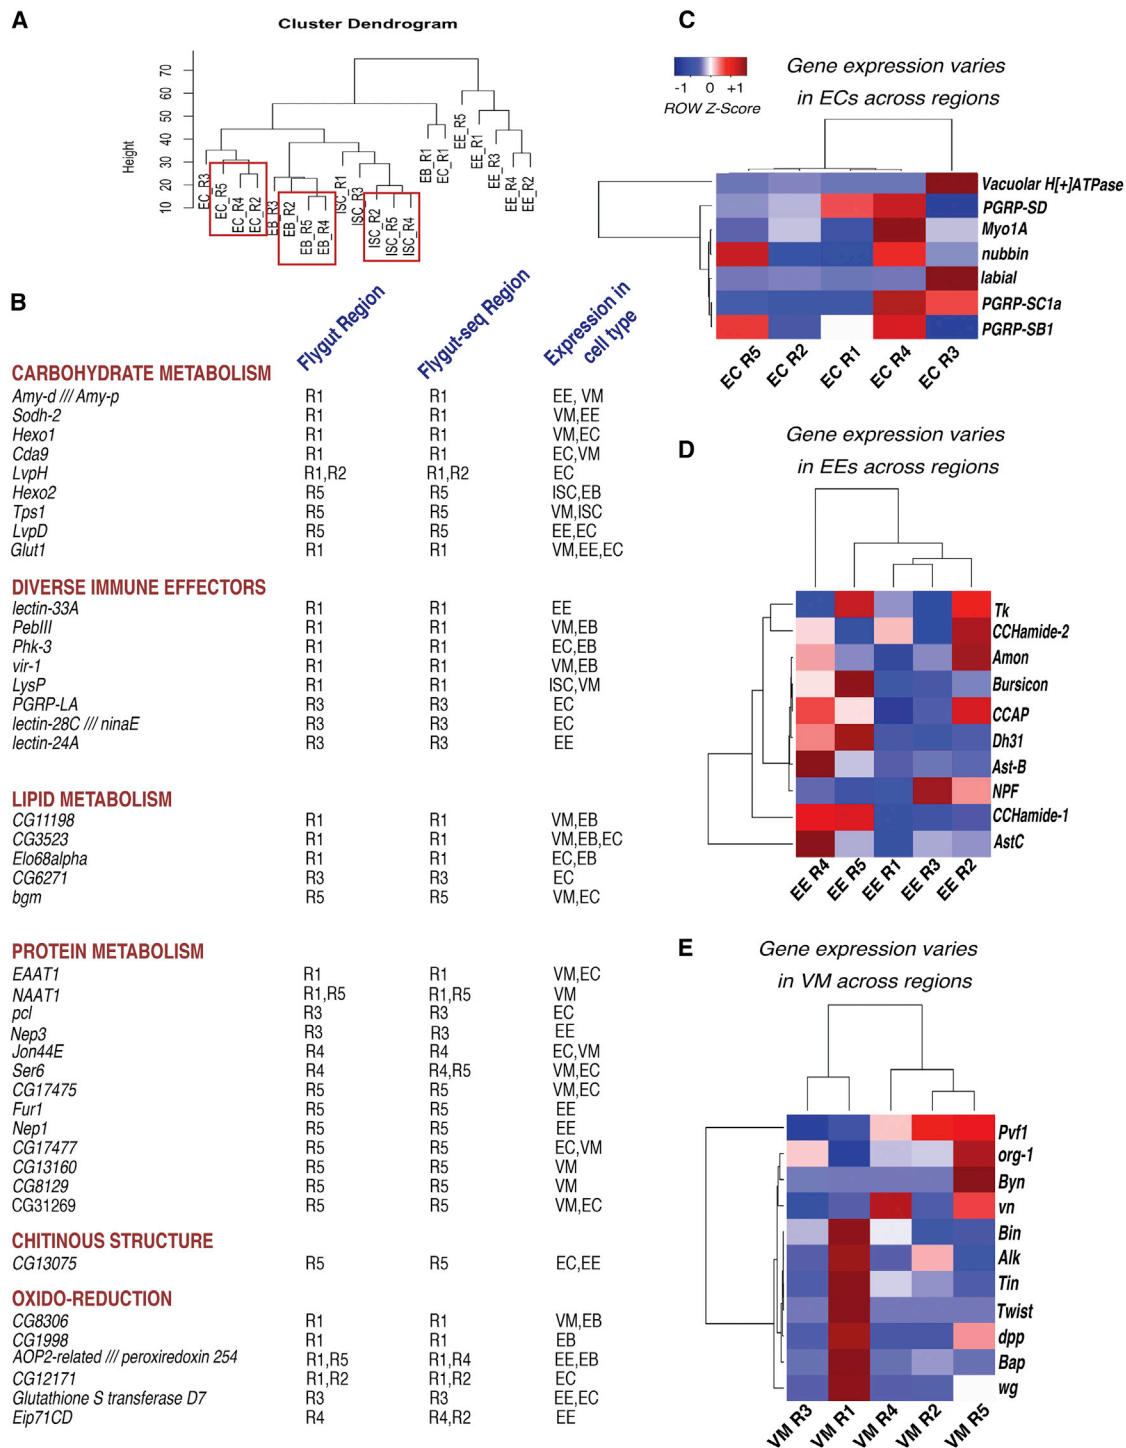 A
Cluster Dendrogram
Height
70
60
50
40
30
20
10
EC_R3
EC_R5
EC_R4
EC_R2
EB_R3
EB_R2
EB_R5
EB_R4
ISC_R1
ISC_R3
ISC_R2
ISC_R5
ISC_R4
EB_R1
EC_R1
EE_R5
EE_R1
EE_R3
EE_R4
EE_R2
B
Flygut Region
Flygut-seq Region
Expression in
cell type
CARBOHYDRATE METABOLISM
Amy-d /// Amy-p R1 R1 EE, VM
Sodh-2 R1 R1 VM,EE
Hexo1 R1 R1 VM,EC
Cda9 R1 R1 EC,VM
LvpH R1,R2 R1,R2 EC
Hexo2 R5 R5 ISC,EB
Tps1 R5 R5 VM,ISC
LvpD R5 R5 EE,EC
Glut1 R1 R1 VM,EE,EC
DIVERSE IMMUNE EFFECTORS
lectin-33A R1 R1 EE
PebIII R1 R1 VM,EB
Phk-3 R1 R1 EC,EB
vir-1 R1 R1 VM,EB
LysP R1 R1 ISC,VM
PGRP-LA R3 R3 EC
lectin-28C /// ninaE R3 R3 EC
lectin-24A R3 R3 EE
LIPID METABOLISM
CG11198 R1 R1 VM,EB
CG3523 R1 R1 VM,EB,EC
Elo68alpha R1 R1 EC,EB
CG6271 R3 R3 EC
bgm R5 R5 VM,EC
PROTEIN METABOLISM
EAAT1 R1 R1 VM,EC
NAAT1 R1,R5 R1,R5 VM
pcl R3 R3 EC
Nep3 R3 R3 EE
Jon44E R4 R4 EC,VM
Ser6 R4 R4,R5 VM,EC
CG17475 R5 R5 VM,EC
Fur1 R5 R5 EE
Nep1 R5 R5 EE
CG17477 R5 R5 EC,VM
CG13160 R5 R5 VM
CG8129 R5 R5 VM
CG31269 R5 R5 VM,EC
CHITINOUS STRUCTURE
CG13075 R5 R5 EC,EE
OXIDO-REDUCTION
CG8306 R1 R1 VM,EB
CG1998 R1 R1 EB
AOP2-related /// peroxiredoxin 254 R1,R5 R1,R4 EE,EB
CG12171 R1,R2 R1,R2 EC
Glutathione S transferase D7 R3 R3 EE,EC
Eip71CD R4 R4,R2 EE
C
-1 0 +1
ROW Z-Score
Gene expression varies
in ECs across regions
Vacuolar H[+]ATPase
PGRP-SD
Myo1A
nubbin
labial
PGRP-SC1a
PGRP-SB1
EC R5 EC R2 EC R1 EC R4 EC R3
D
Gene expression varies
in EEs across regions
Tk
CCHamide-2
Amon
Bursicon
CCAP
Dh31
Ast-B
NPF
CCHamide-1
AstC
EE R4 EE R5 EE R1 EE R3 EE R2
E
Gene expression varies
in VM across regions
Pvf1
org-1
Byn
vn
Bin
Alk
Tin
Twist
dpp
Bap
wg
VM R3 VM R1 VM R4 VM R2 VM R5